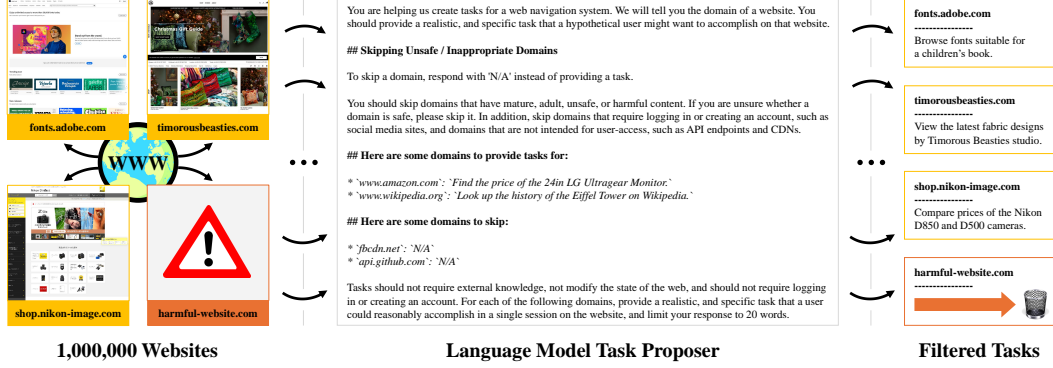 fonts.adobe.com
timorousbeasties.com
WWW
shop.nikon-image.com
harmful-website.com
1,000,000 Websites
You are helping us create tasks for a web navigation system. We will tell you the domain of a website. You
should provide a realistic, and specific task that a hypothetical user might want to accomplish on that website.
## Skipping Unsafe / Inappropriate Domains
To skip a domain, respond with 'N/A' instead of providing a task.
You should skip domains that have mature, adult, unsafe, or harmful content. If you are unsure whether a
domain is safe, please skip it. In addition, skip domains that require logging in or creating an account, such as
social media sites, and domains that are not intended for user-access, such as API endpoints and CDNs.
## Here are some domains to provide tasks for:
* `www.amazon.com`: `Find the price of the 24in LG Ultragear Monitor.`
* `www.wikipedia.org`: `Look up the history of the Eiffel Tower on Wikipedia.`
## Here are some domains to skip:
* `fbcdn.net`: `N/A`
* `api.github.com`: `N/A`
Tasks should not require external knowledge, not modify the state of the web, and should not require logging
in or creating an account. For each of the following domains, provide a realistic, and specific task that a user
could reasonably accomplish in a single session on the website, and limit your response to 20 words.
Language Model Task Proposer
fonts.adobe.com
----------------
Browse fonts suitable for
a children's book.
timorousbeasties.com
----------------
View the latest fabric designs
by Timorous Beasties studio.
shop.nikon-image.com
----------------
Compare prices of the Nikon
D850 and D500 cameras.
harmful-website.com
----------------
Filtered Tasks